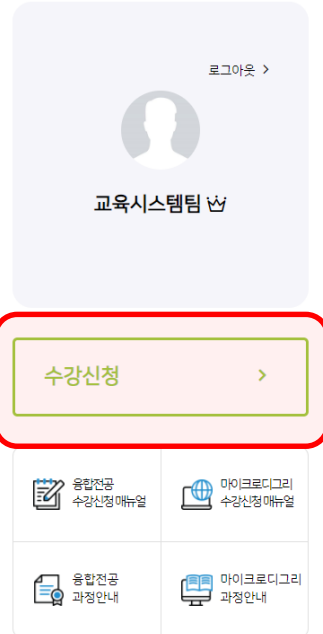 로그아웃 >
교육시스템팀
수강신청 >
융합전공
수강신청 매뉴얼
마이크로디그리
수강신청 매뉴얼
융합전공
과정안내
마이크로디그리
과정안내